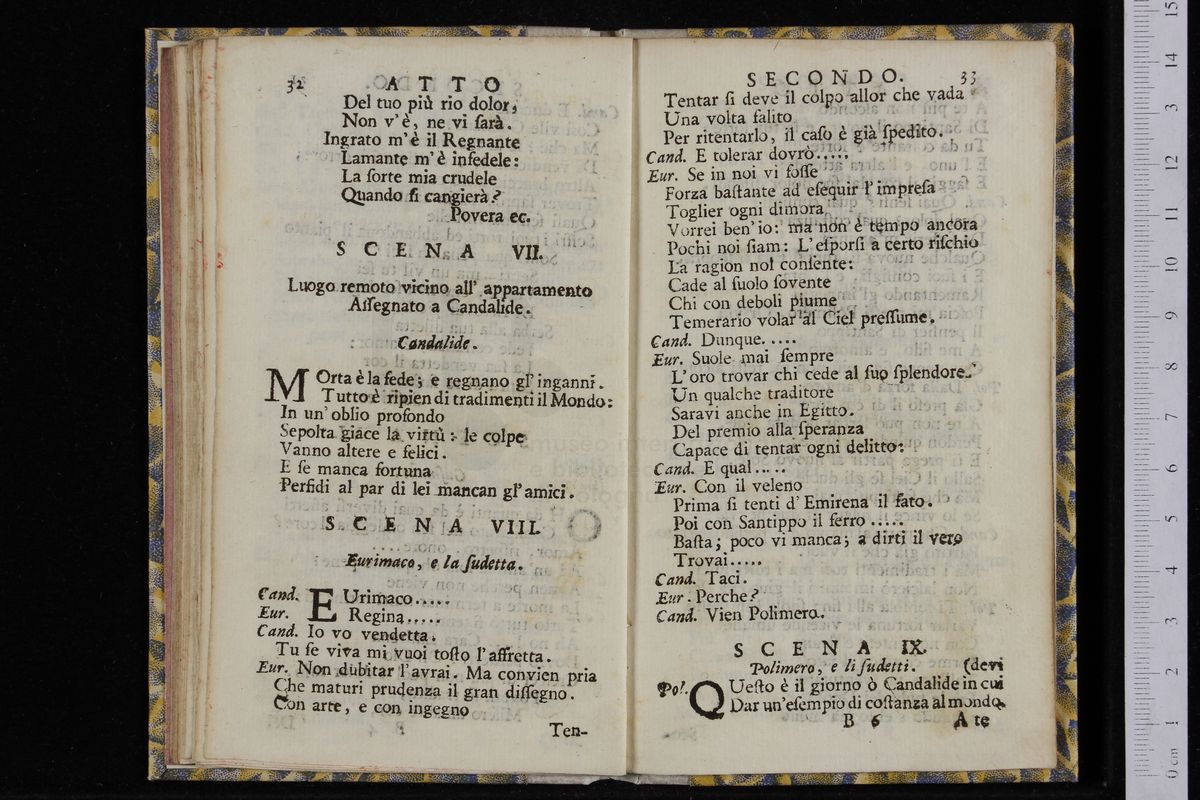 32 ATTO
Del tuo più rio dolor,
Non v'è, ne vi ſarà.
Ingrato m'è il Regnante
Lamante m'è infedele:
La ſorte mia crudele
Quando ſi cangierà?
Povera ec.
SCENA VII.
Luogo remoto vicino all' appartamento
Aſſegnato a Candalide.
Candalide.
MOrta è la fede; e regnano gl' inganni.
Tutto è ripien di tradimenti il Mondo:
In un' oblio profondo
Sepolta giace la virtù: le colpe
Vanno altere e felici.
E ſe manca fortuna
Perfidi al par di lei mancan gl' amici.
SCENA VIII.
Eurimaco, e la ſudetta.
Cand. EUrimaco.....
Eur. Regina.....
Cand. Io vo vendetta.
Tu ſe viva mi vuoi toſto l'affretta.
Eur. Non dubitar l'avrai. Ma convien pria
Che maturi prudenza il gran diſſegno.
Con arte, e con ingegno
Ten-
SECONDO. 33
Tentar ſi deve il colpo allor che vada
Una volta falito
Per ritentarlo, il caſo è già ſpedito.
Cand. E tolerar dovrò.....
Eur. Se in noi vi foſſe
Forza baſtante ad eſequir l' impreſa
Toglier ogni dimora
Vorrei ben' io: ma non è tempo ancora
Pochi noi ſiam: L' eſporſi a certo riſchio
La ragion nol conſente:
Cade al ſuolo ſovente
Chi con deboli piume
Temerario volar al Ciel preſſume.
Cand. Dunque.....
Eur. Suole mai ſempre
L'oro trovar chi cede al ſuo ſplendore.
Un qualche traditore
Saravi anche in Egitto.
Del premio alla ſperanza
Capace di tentar ogni delitto:
Cand. E qual.....
Eur. Con il veleno
Prima ſi tenti d' Emirena il fato.
Poi con Santippo il ferro.....
Baſta; poco vi manca; a dirti il vero
Trovai.....
Cand. Taci.
Eur. Perche?
Cand. Vien Polimero.
SCENA IX.
Polimero, e li ſudetti. (devi
Pol. QUeſto è il giorno ò Candalide in cui
Dar un'eſempio di coſtanza al mondo.
B 6 A te